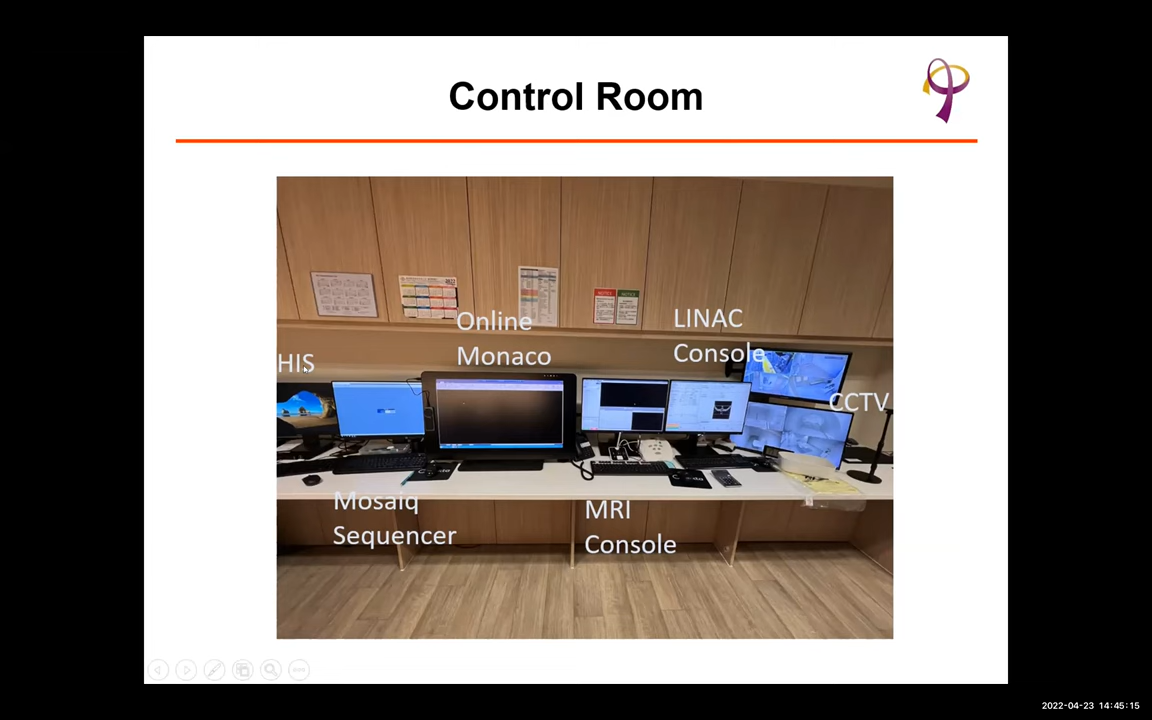 Control Room
Online
Monaco
LINAC
Console
HIS
CCTV
Mosaiq
Sequencer
MRI
Console
2022-04-23 14:45:15